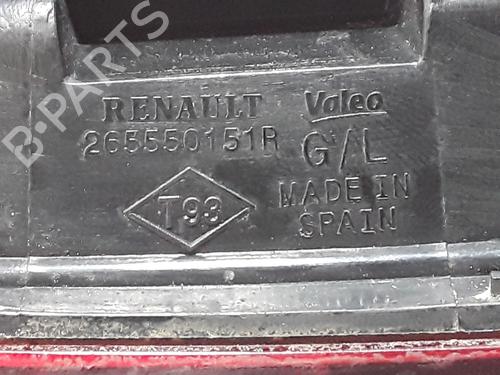 B-PARTS
RENAULT Valeo
265550151R G/L
T93 MADE IN
SPAIN